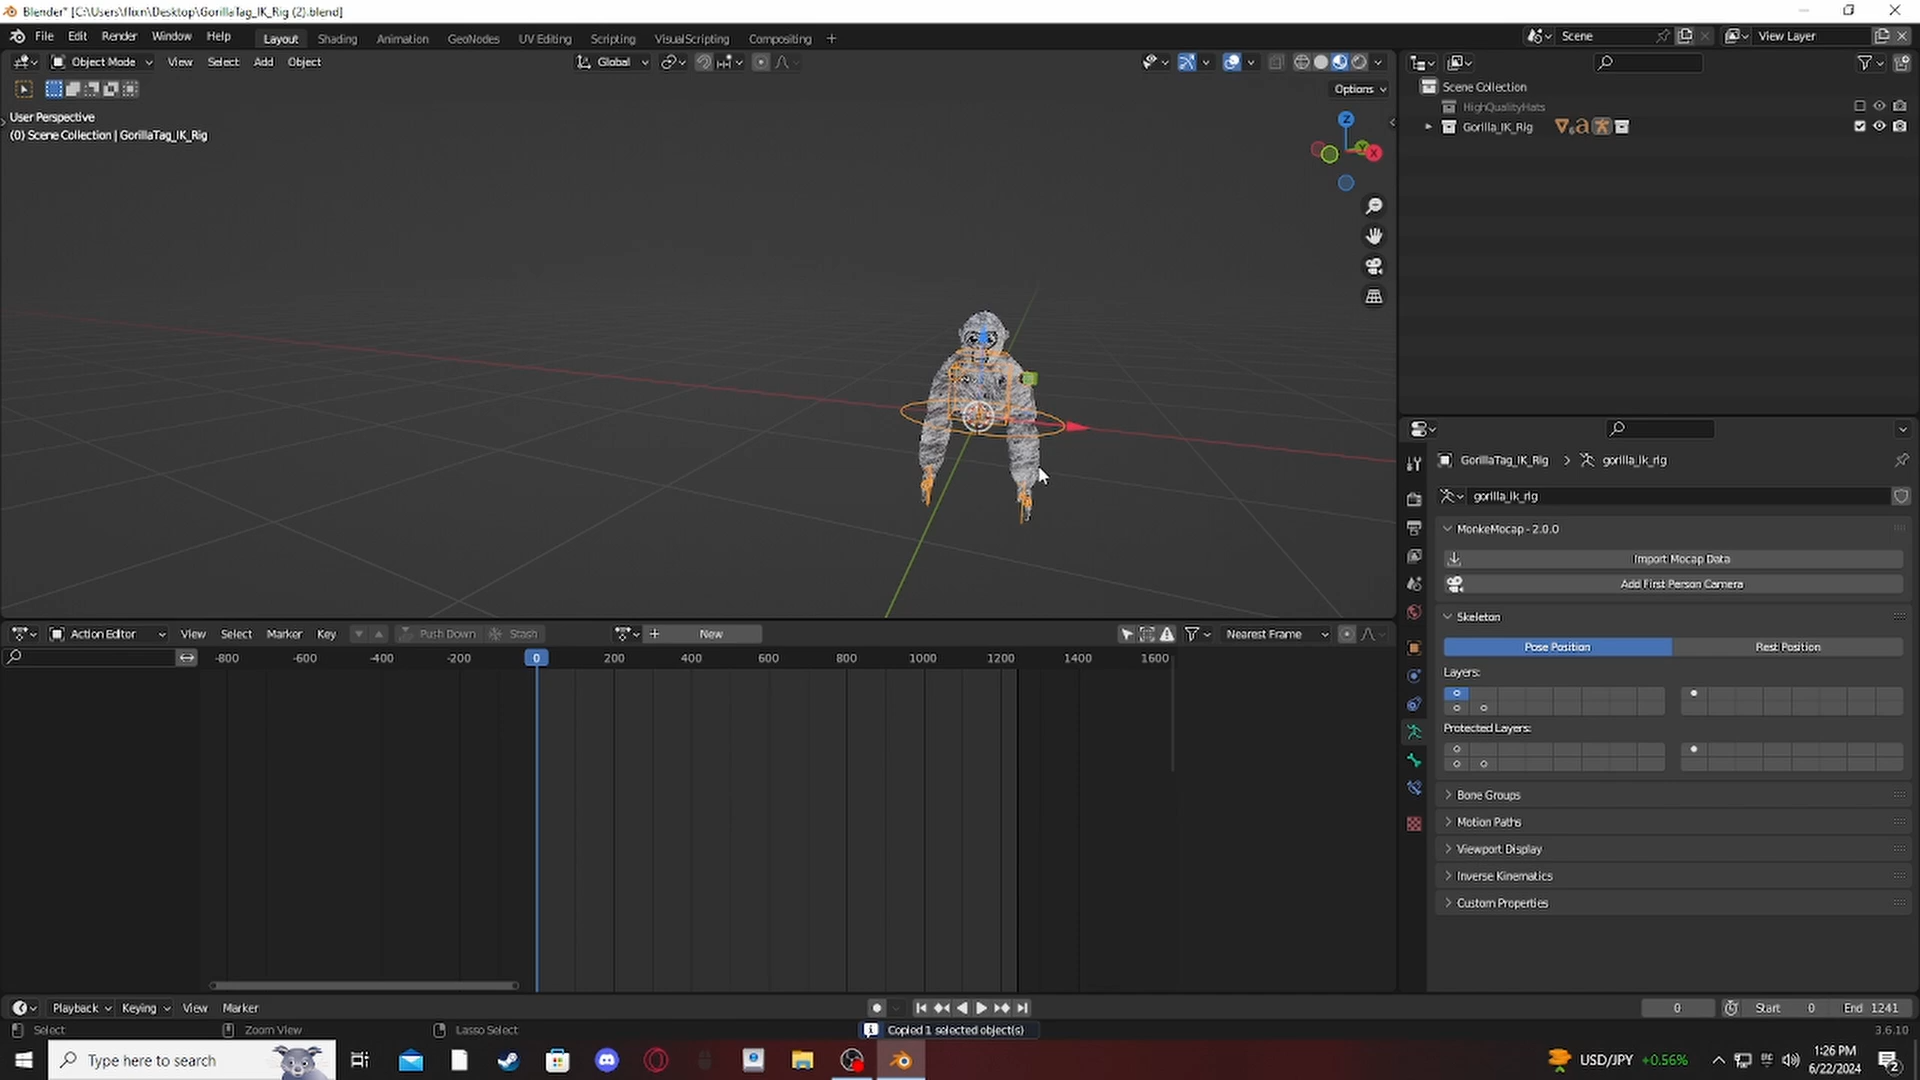 Blender* [C:\Users\flixn\Desktop\GorillaTag_IK_Rig (2).blend]
File Edit Render Window Help Layout Shading Animation GeoNodes UV Editing Scripting VisualScripting Compositing + Scene View Layer
Object Mode View Select Add Object Global
Options
User Perspective
(0) Scene Collection | GorillaTag_IK_Rig
Z
Y
X
Scene Collection
HighQualityHats
Gorilla_IK_Rig
GorillaTag_IK_Rig > gorilla_ik_rig
gorilla_ik_rig
MonkeMocap - 2.0.0
Import Mocap Data
Add First Person Camera
Skeleton
Pose Position Rest Position
Layers:
Protected Layers:
Bone Groups
Motion Paths
Viewport Display
Inverse Kinematics
Custom Properties
Action Editor View Select Marker Key Push Down Stash + New Nearest Frame
-800 -600 -400 -200 0 200 400 600 800 1000 1200 1400 1600
Playback Keying View Marker 0 Start 0 End 1241
Select Zoom View Lasso Select Copied 1 selected object(s) 3.6.10
Type here to search USD/JPY +0.56% 1:26 PM
6/22/2024 2